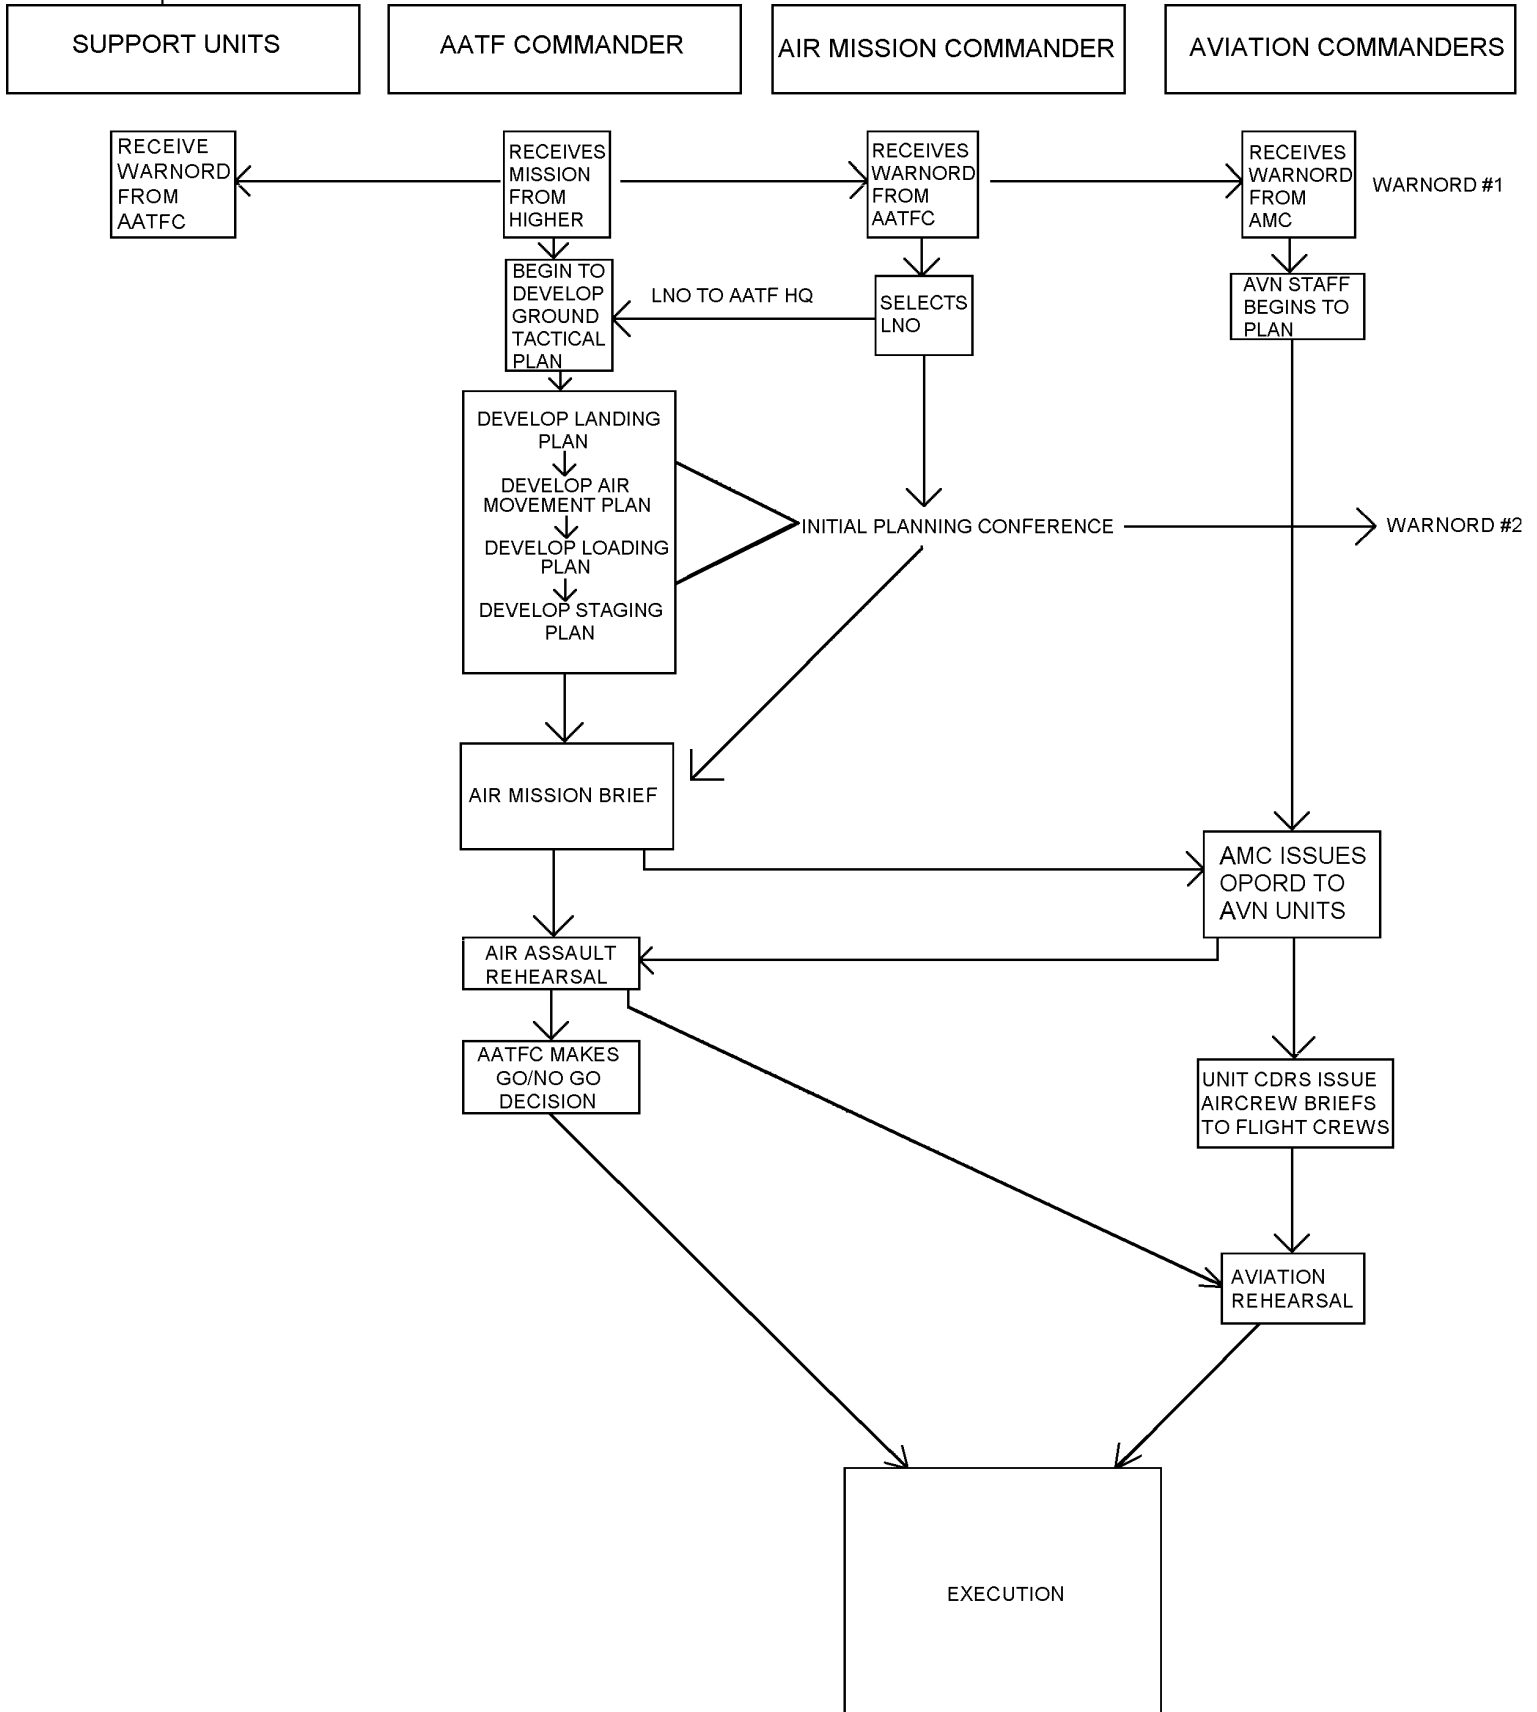 SUPPORT UNITS
AATF COMMANDER
AIR MISSION COMMANDER
AVIATION COMMANDERS
RECEIVE
WARNORD
FROM
AATFC
RECEIVES
MISSION
FROM
HIGHER
RECEIVES
WARNORD
FROM
AATFC
RECEIVES
WARNORD
FROM
AMC
WARNORD #1
BEGIN TO
DEVELOP
GROUND
TACTICAL
PLAN
LNO TO AATF HQ
SELECTS
LNO
AVN STAFF
BEGINS TO
PLAN
DEVELOP LANDING
PLAN
DEVELOP AIR
MOVEMENT PLAN
DEVELOP LOADING
PLAN
DEVELOP STAGING
PLAN
INITIAL PLANNING CONFERENCE
WARNORD #2
AIR MISSION BRIEF
AMC ISSUES
OPORD TO
AVN UNITS
AIR ASSAULT
REHEARSAL
AATFC MAKES
GO/NO GO
DECISION
UNIT CDRS ISSUE
AIRCREW BRIEFS
TO FLIGHT CREWS
AVIATION
REHEARSAL
EXECUTION